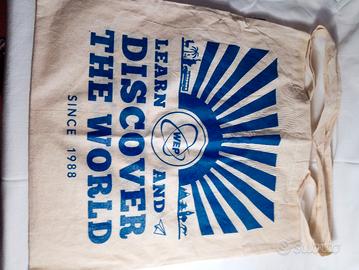 WEP
LEARN AND
DISCOVER
THE WORLD
SINCE 1988